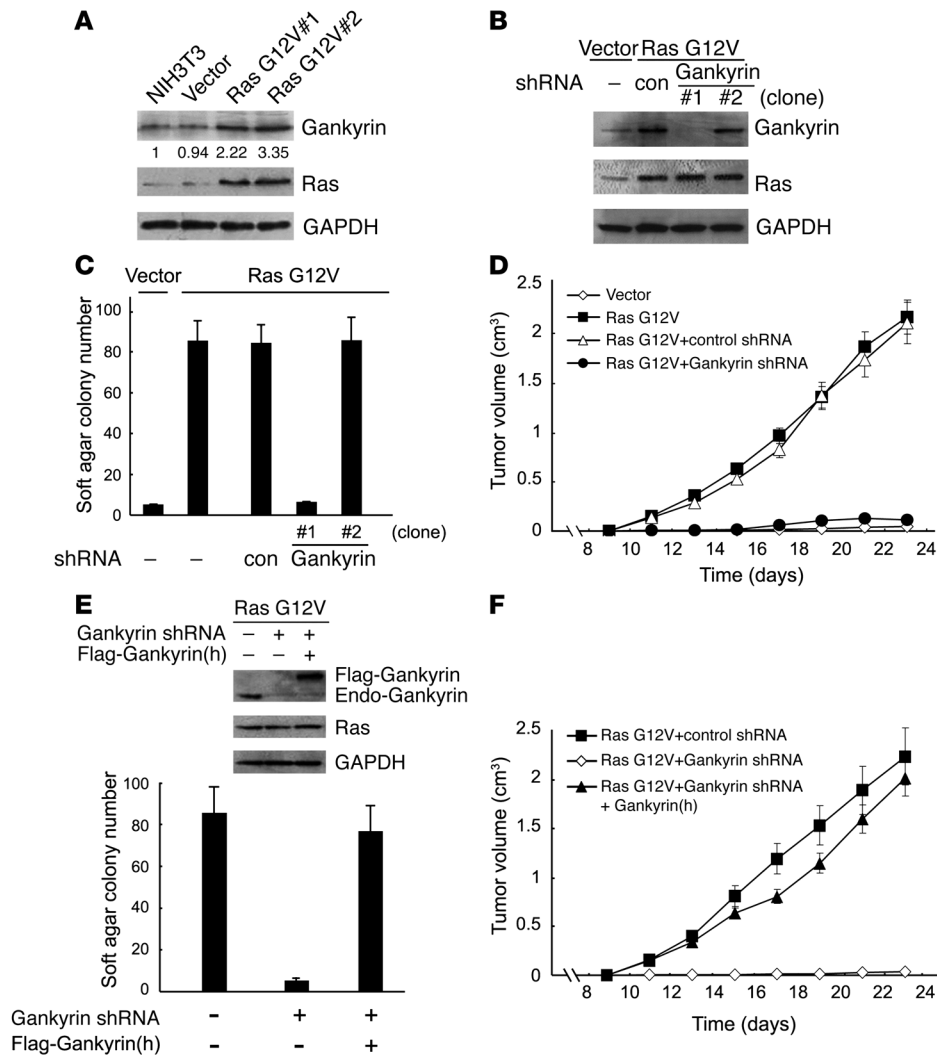 A
NIH3T3
Vector
Ras G12V#1
Ras G12V#2
Gankyrin
1 0.94 2.22 3.35
Ras
GAPDH
B
Vector Ras G12V
shRNA – con Gankyrin
#1 #2 (clone)
Gankyrin
Ras
GAPDH
C
Vector Ras G12V
Soft agar colony number
100
80
60
40
20
0
#1 #2 (clone)
shRNA – – con Gankyrin
D
Vector
Ras G12V
Ras G12V+control shRNA
Ras G12V+Gankyrin shRNA
Tumor volume (cm³)
2.5
2
1.5
1
0.5
0
8 10 12 14 16 18 20 22 24
Time (days)
E
Ras G12V
Gankyrin shRNA – + +
Flag-Gankyrin(h) – – +
Flag-Gankyrin
Endo-Gankyrin
Ras
GAPDH
Soft agar colony number
100
80
60
40
20
0
Gankyrin shRNA - + +
Flag-Gankyrin(h) - - +
F
Ras G12V+control shRNA
Ras G12V+Gankyrin shRNA
Ras G12V+Gankyrin shRNA
+ Gankyrin(h)
Tumor volume (cm³)
2.5
2
1.5
1
0.5
0
8 10 12 14 16 18 20 22 24
Time (days)